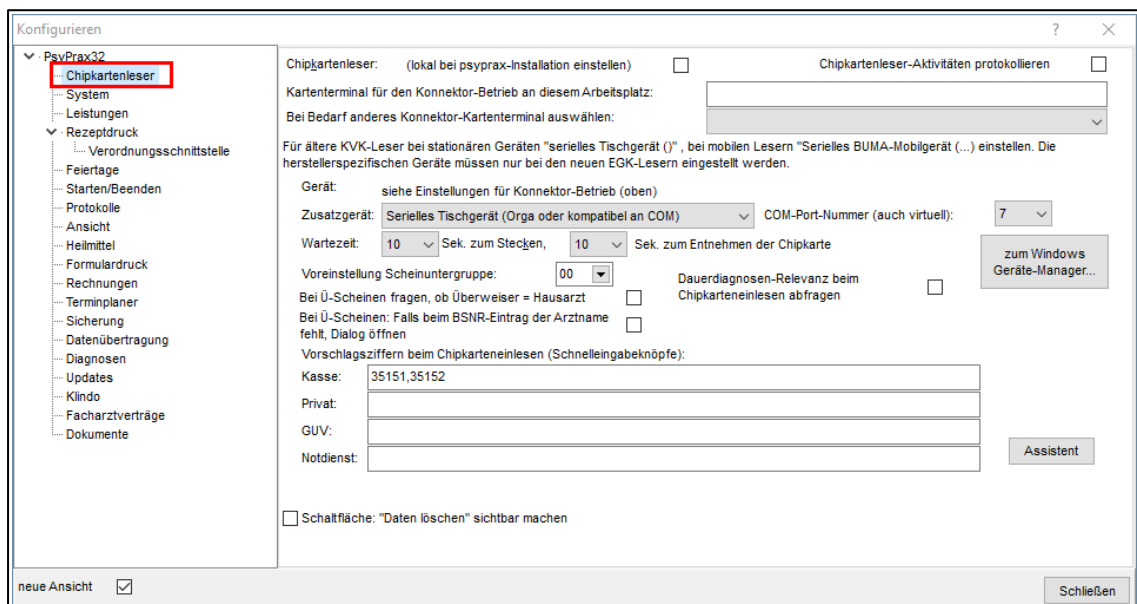 Konfigurieren
?
PsyPrax32
Chipkartenleser
System
Leistungen
Rezeptdruck
Verordnungsschnittstelle
Feiertage
Starten/Beenden
Protokolle
Ansicht
Heilmittel
Formulardruck
Rechnungen
Terminplaner
Sicherung
Datenübertragung
Diagnosen
Updates
Klindo
Facharztverträge
Dokumente
Chipkartenleser: (lokal bei psyprax-Installation einstellen) Chipkartenleser-Aktivitäten protokollieren
Kartenterminal für den Konnektor-Betrieb an diesem Arbeitsplatz:
Bei Bedarf anderes Konnektor-Kartenterminal auswählen:
Für ältere KVK-Leser bei stationären Geräten "serielles Tischgerät ()" , bei mobilen Lesern "Serielles BUMA-Mobilgerät (...) einstellen. Die
herstellerspezifischen Geräte müssen nur bei den neuen EGK-Lesern eingestellt werden.
Gerät: siehe Einstellungen für Konnektor-Betrieb (oben)
Zusatzgerät: Serielles Tischgerät (Orga oder kompatibel an COM) COM-Port-Nummer (auch virtuell): 7
Wartezeit: 10 Sek. zum Stecken, 10 Sek. zum Entnehmen der Chipkarte
zum Windows
Geräte-Manager...
Voreinstellung Scheinuntergruppe: 00
Dauerdiagnosen-Relevanz beim
Chipkarteneinlesen abfragen
Bei Ü-Scheinen fragen, ob Überweiser = Hausarzt
Bei Ü-Scheinen: Falls beim BSNR-Eintrag der Arztname
fehlt, Dialog öffnen
Vorschlagsziffern beim Chipkarteneinlesen (Schnelleingabeknöpfe):
Kasse: 35151,35152
Privat:
GUV:
Notdienst:
Assistent
Schaltfläche: "Daten löschen" sichtbar machen
neue Ansicht
Schließen